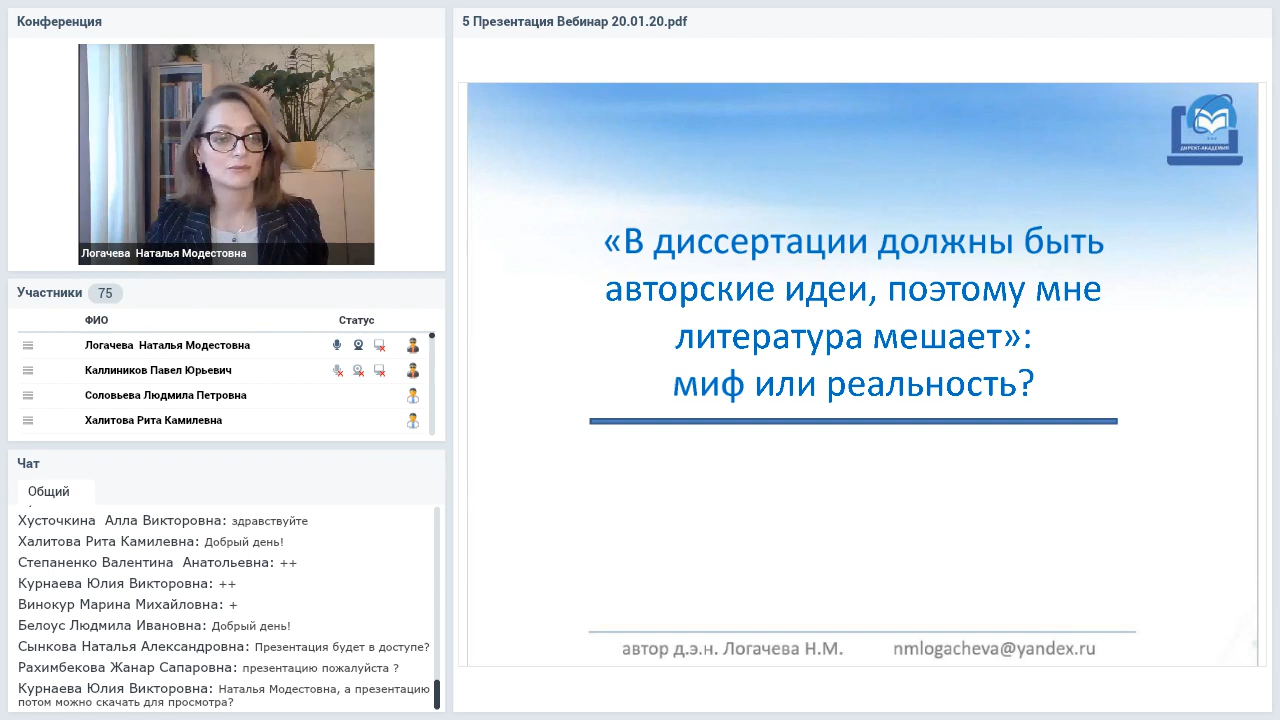 Конференция
Логачева  Наталья Модестовна
Участники 75
ФИО Статус
Логачева  Наталья Модестовна
Каллиников Павел Юрьевич
Соловьева Людмила Петровна
Халитова Рита Камилевна
Чат
Общий
Хусточкина  Алла Викторовна: здравствуйте
Халитова Рита Камилевна: Добрый день!
Степаненко Валентина  Анатольевна: ++
Курнаева Юлия Викторовна: ++
Винокур Марина Михайловна: +
Белоус Людмила Ивановна: Добрый день!
Сынкова Наталья Александровна: Презентация будет в доступе?
Рахимбекова Жанар Сапаровна: презентацию пожалуйста ?
Курнаева Юлия Викторовна: Наталья Модестовна, а презентацию
потом можно скачать для просмотра?
5 Презентация Вебинар 20.01.20.pdf
ДИРЕКТ-АКАДЕМИЯ
«В диссертации должны быть
авторские идеи, поэтому мне
литература мешает»:
миф или реальность?
автор д.э.н. Логачева Н.М. nmlogacheva@yandex.ru